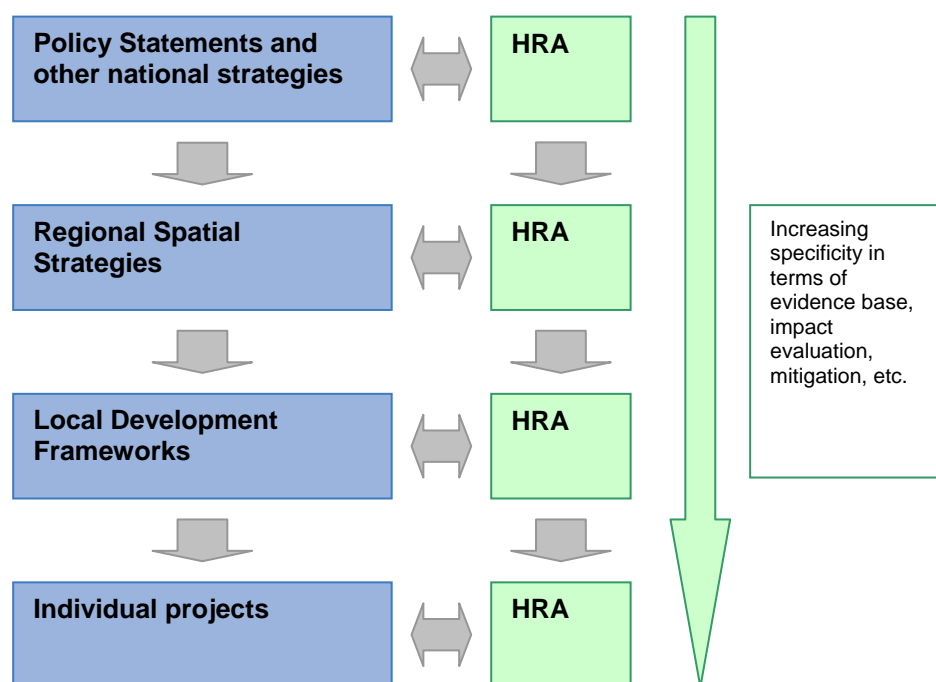 Policy Statements and
other national strategies
HRA
Regional Spatial
Strategies
HRA
Increasing
specificity in
terms of
evidence base,
impact
evaluation,
mitigation, etc.
Local Development
Frameworks
HRA
Individual projects
HRA